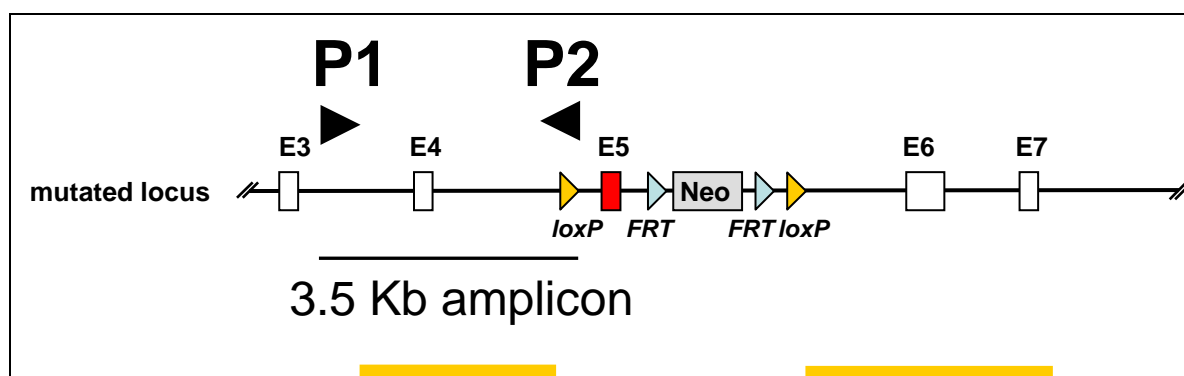 P1 P2
E3 E4 E5 E6 E7
mutated locus Neo
loxP FRT FRT loxP
3.5 Kb amplicon